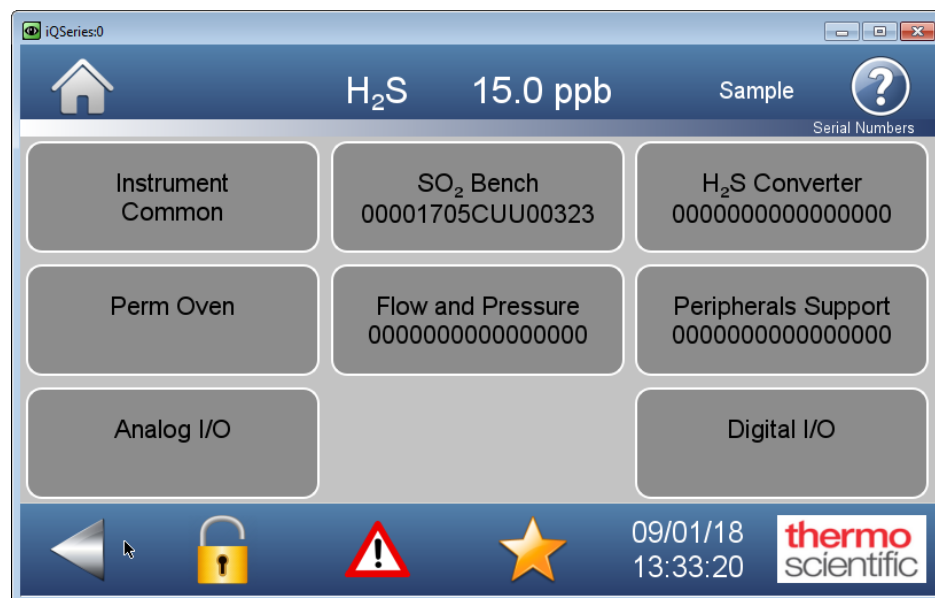 iQSeries:0
H₂S 15.0 ppb Sample
Serial Numbers
Instrument
Common
SO₂ Bench
00001705CUU00323
H₂S Converter
0000000000000000
Perm Oven
Flow and Pressure
0000000000000000
Peripherals Support
0000000000000000
Analog I/O
Digital I/O
09/01/18
13:33:20
thermo
scientific